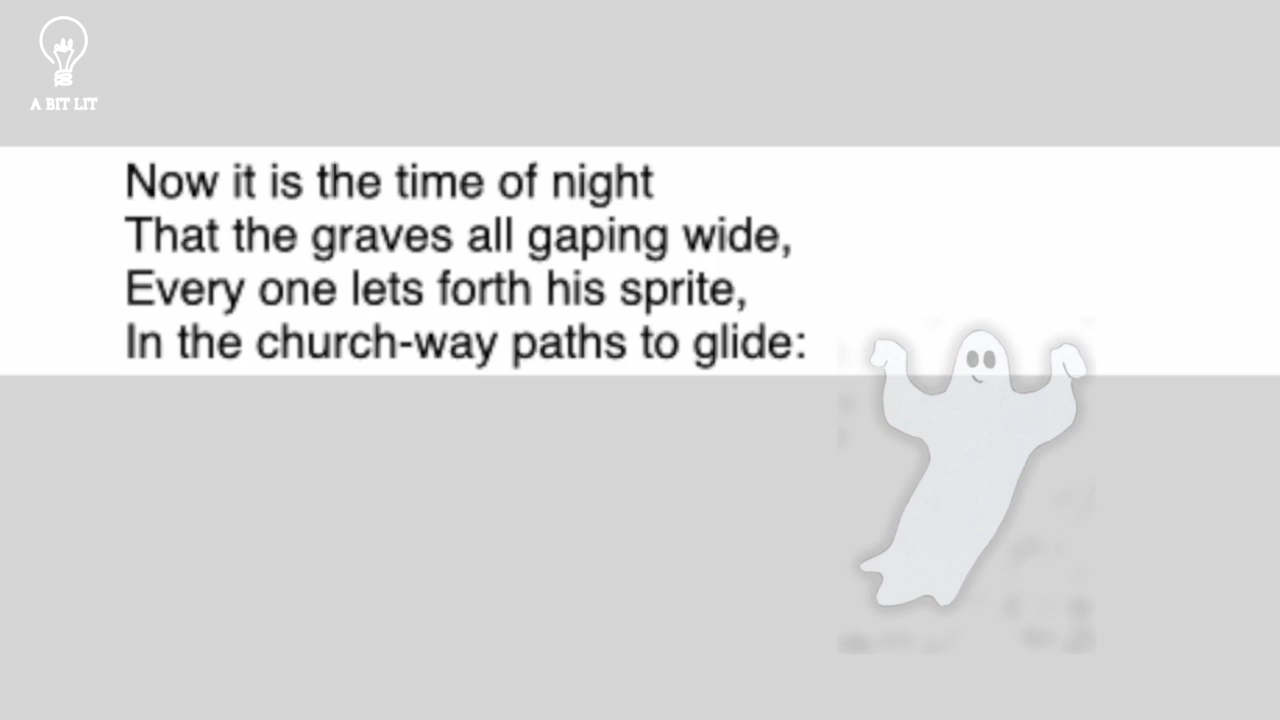 A BIT LIT
Now it is the time of night
That the graves all gaping wide,
Every one lets forth his sprite,
In the church-way paths to glide: